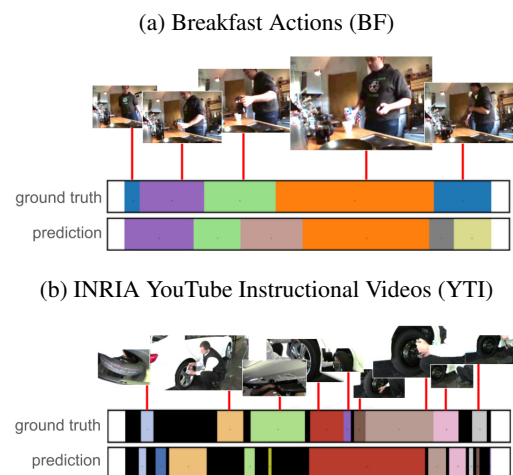 (a) Breakfast Actions (BF)
ground truth
prediction
(b) INRIA YouTube Instructional Videos (YTI)
ground truth
prediction